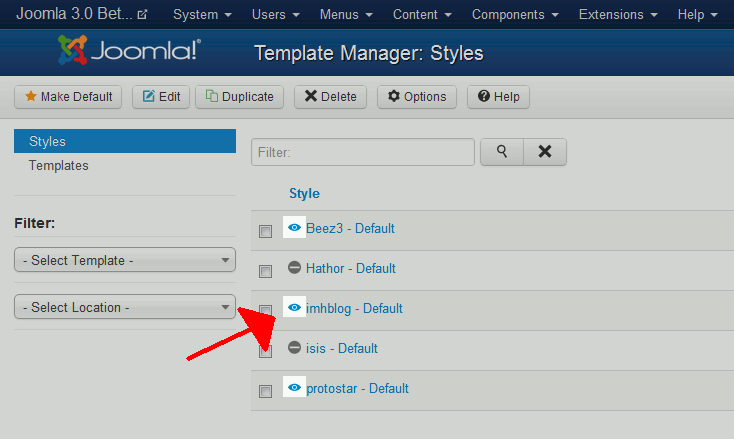 Joomla 3.0 Bet... System Users Menus Content Components Extensions Help
Joomla!® Template Manager: Styles
Make Default Edit Duplicate Delete Options Help
Styles
Templates
Filter:
- Select Template -
- Select Location -
Filter:
Style
Beez3 - Default
Hathor - Default
imhblog - Default
isis - Default
protostar - Default